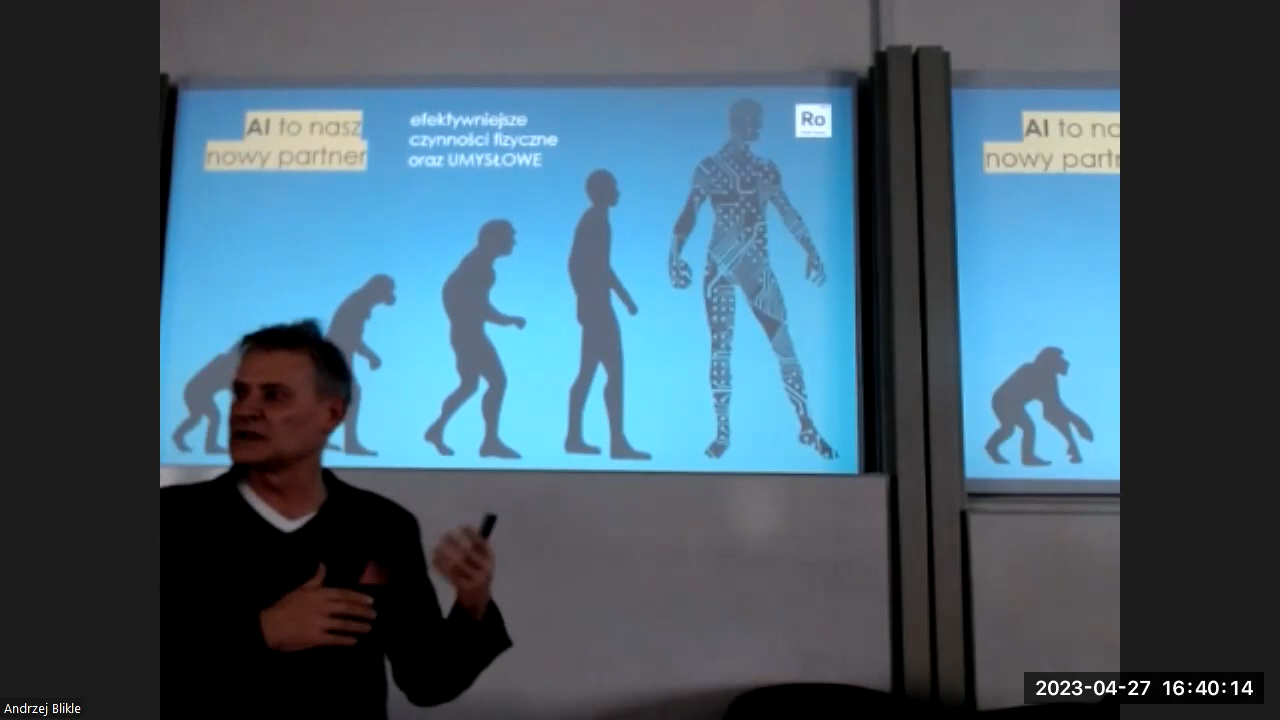 AI to nasz
nowy partner
efektywniejsze
czynności fizyczne
oraz UMYSŁOWE
Ro
AI to na
nowy partn
Andrzej Blikle
2023-04-27 16:40:14